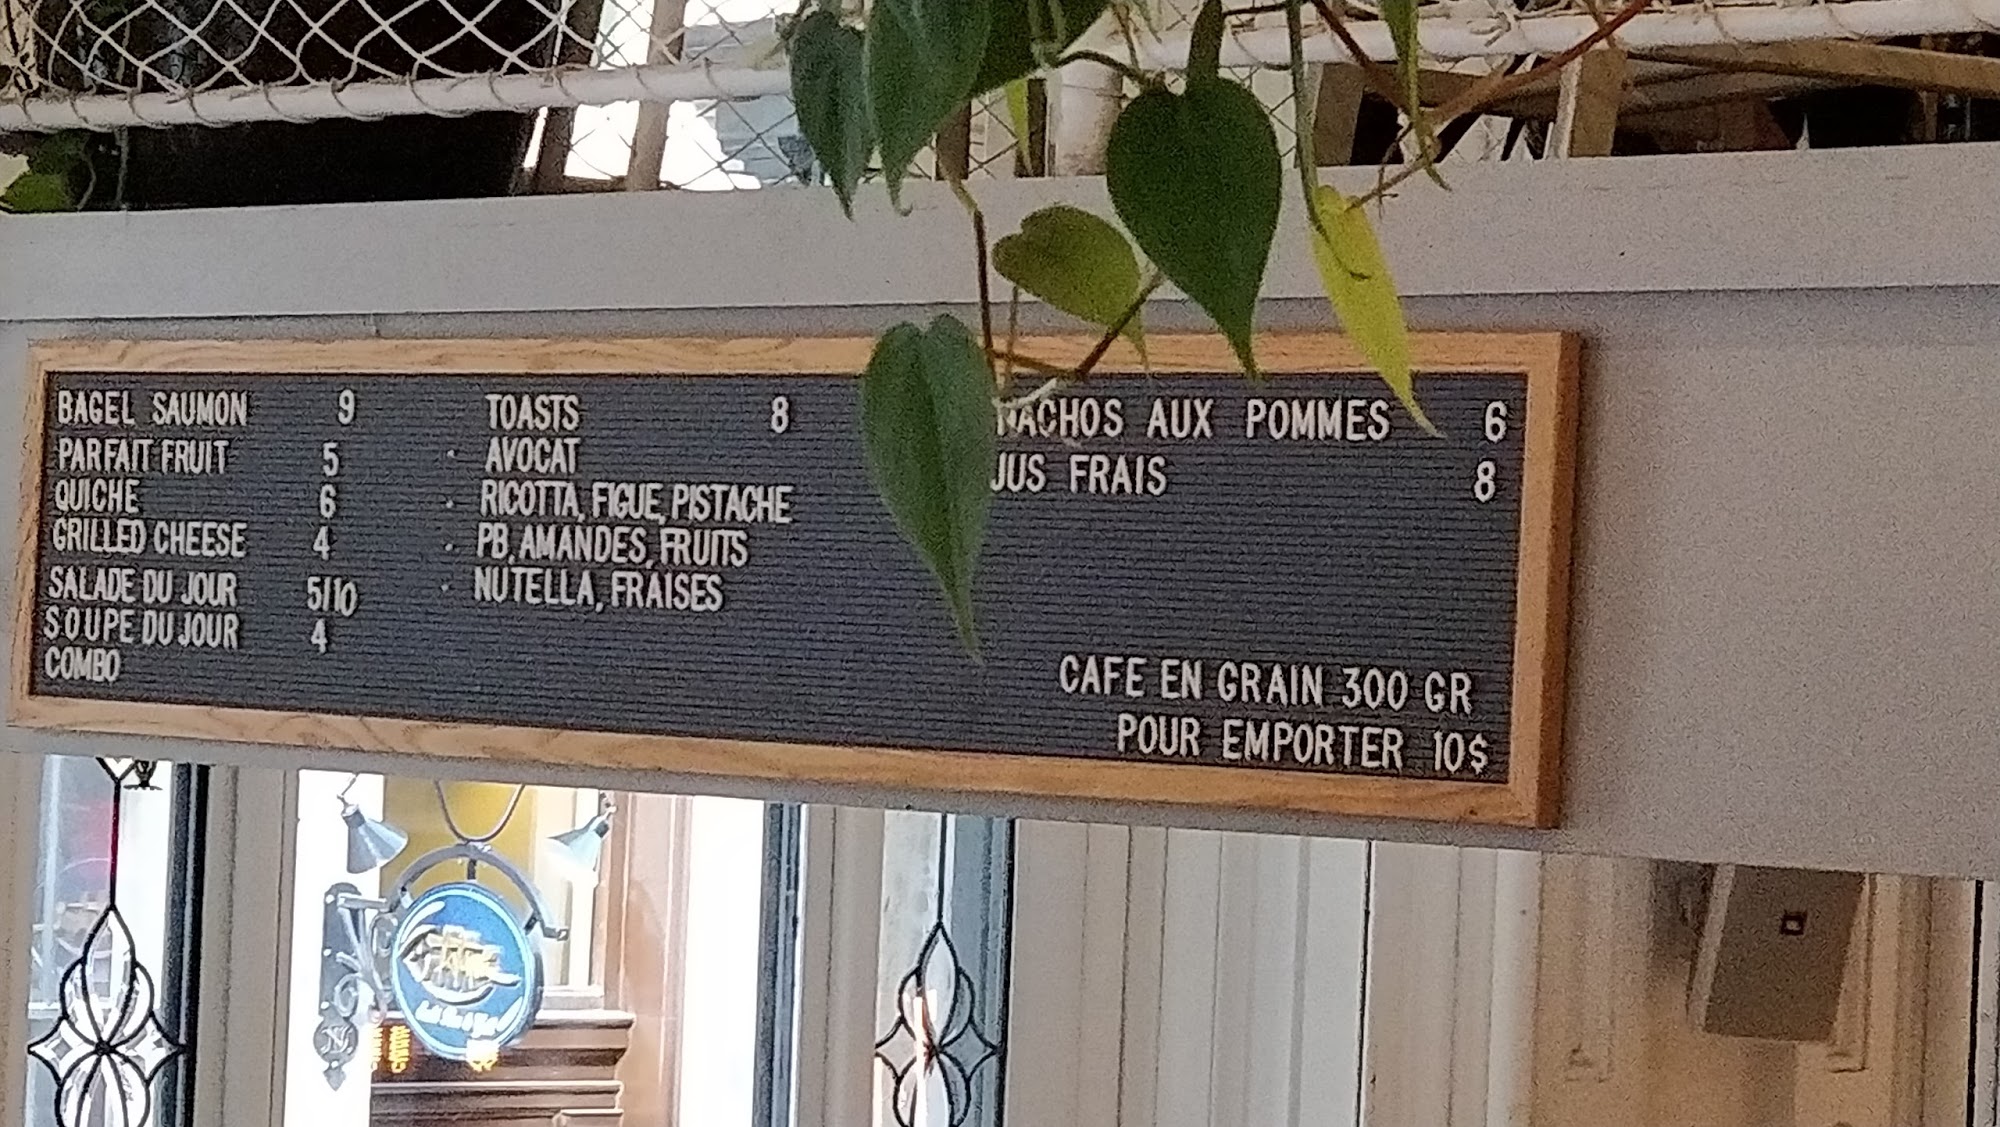 BAGEL SAUMON 9
PARFAIT FRUIT 5
QUICHE 6
GRILLED CHEESE 4
SALADE DU JOUR 5/10
SOUPE DU JOUR 4
COMBO
TOASTS 8
· AVOCAT
· RICOTTA, FIGUE, PISTACHE
· PB, AMANDES, FRUITS
· NUTELLA, FRAISES
NACHOS AUX POMMES 6
JUS FRAIS 8
CAFE EN GRAIN 300 GR
POUR EMPORTER 10$